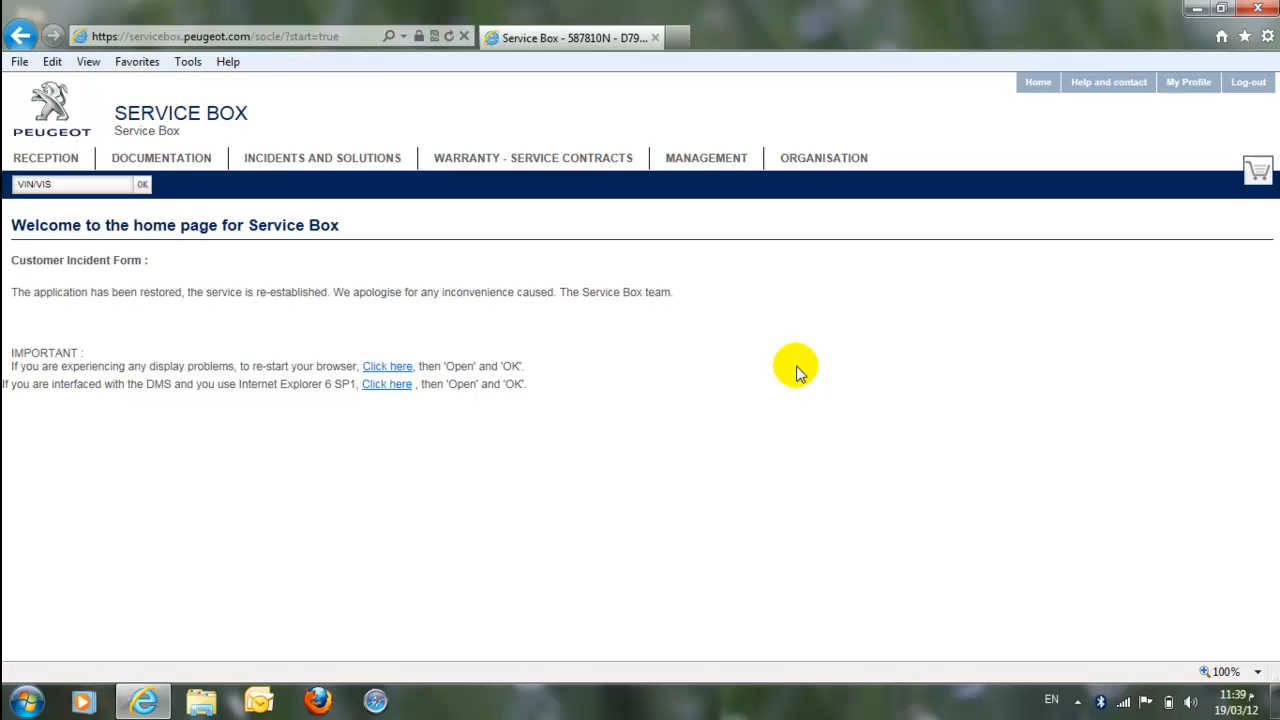 https://servicebox.peugeot.com/socle/?start=true
Service Box - 587810N - D79...
File Edit View Favorites Tools Help
Home Help and contact My Profile Log-out
PEUGEOT
SERVICE BOX
Service Box
RECEPTION DOCUMENTATION INCIDENTS AND SOLUTIONS WARRANTY - SERVICE CONTRACTS MANAGEMENT ORGANISATION
VIN/VIS OK
Welcome to the home page for Service Box
Customer Incident Form :
The application has been restored, the service is re-established. We apologise for any inconvenience caused. The Service Box team.
IMPORTANT :
If you are experiencing any display problems, to re-start your browser, Click here, then 'Open' and 'OK'.
If you are interfaced with the DMS and you use Internet Explorer 6 SP1, Click here , then 'Open' and 'OK'.
100%
EN
11:39 م
19/03/12